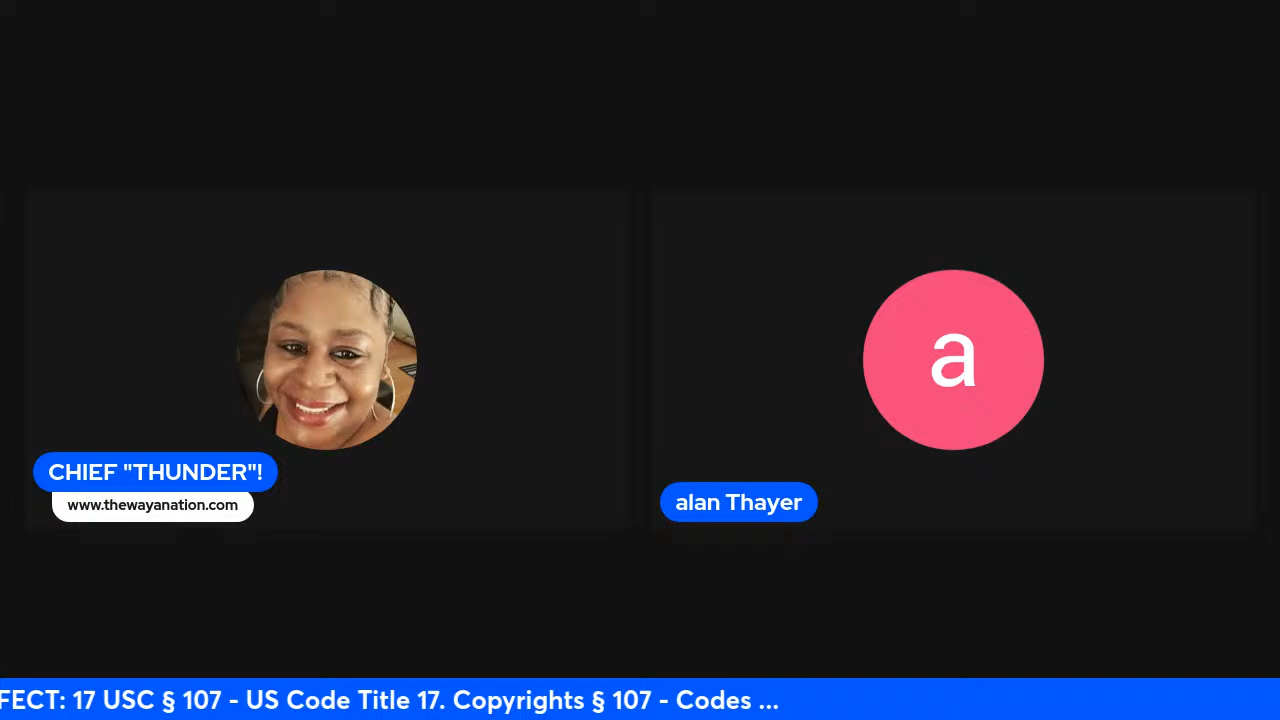 CHIEF "THUNDER"!
www.thewayanation.com
a
alan Thayer
FECT: 17 USC § 107 - US Code Title 17. Copyrights § 107 - Codes ...